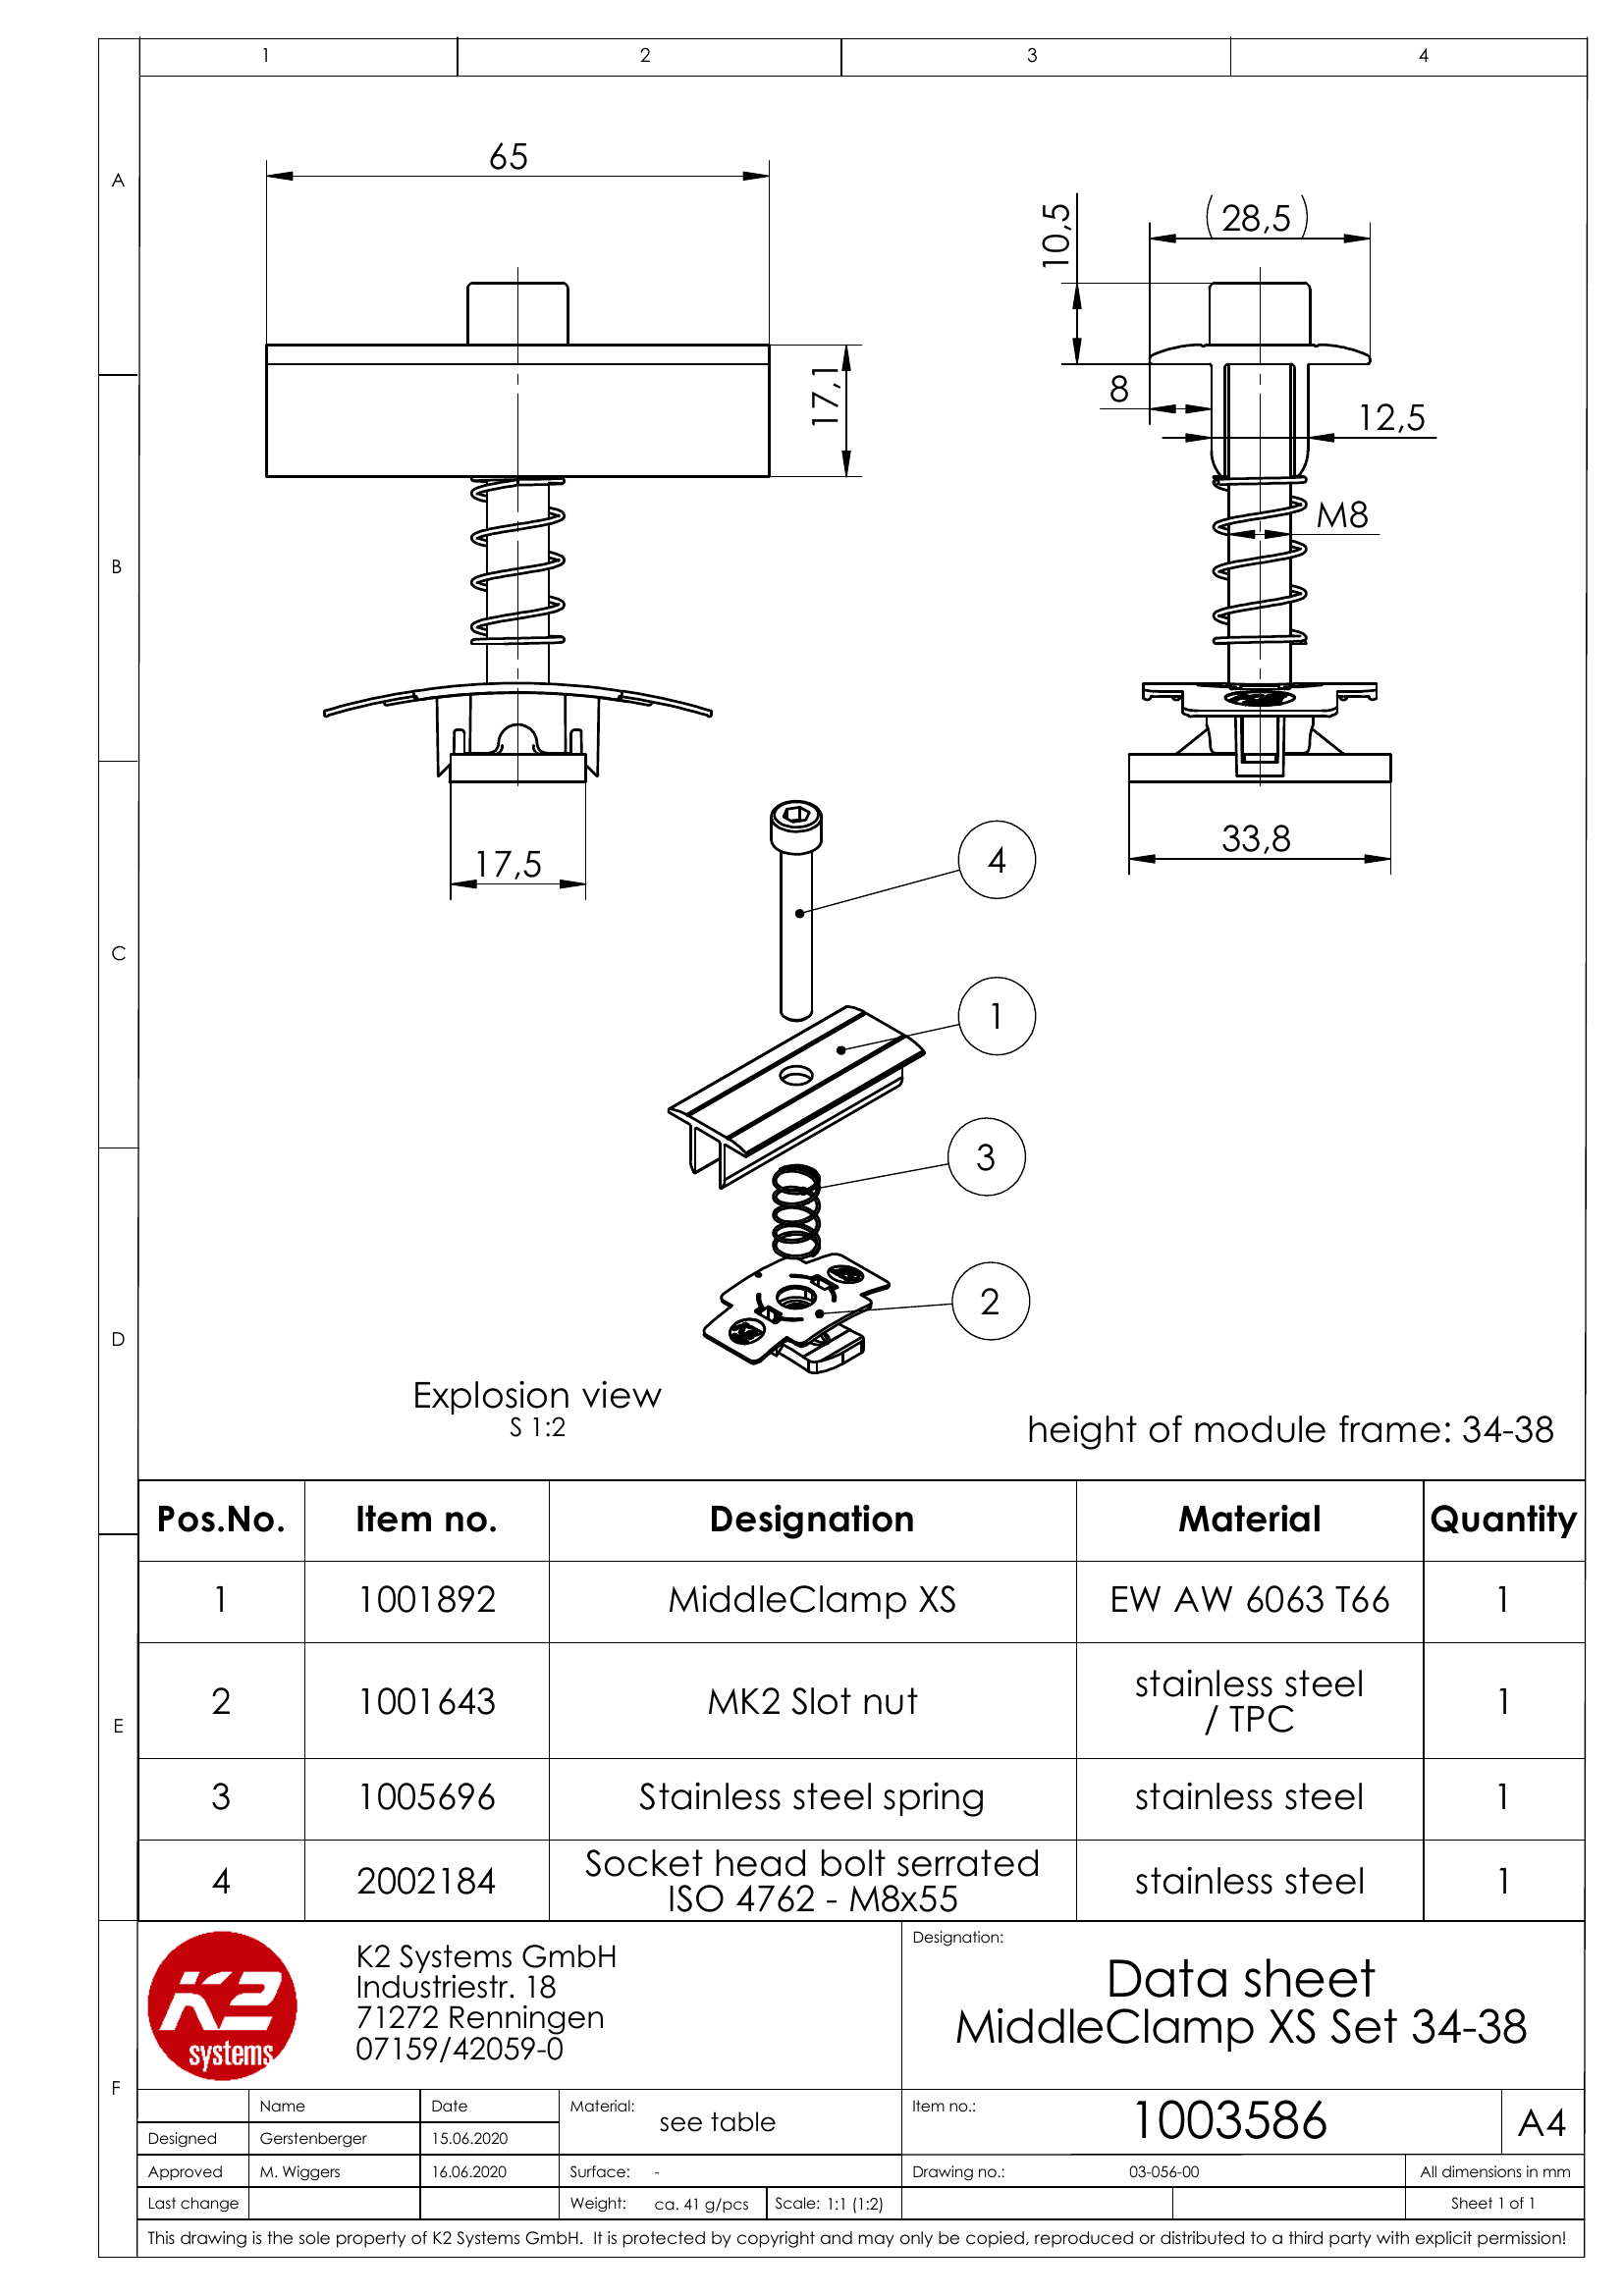 1 2 3 4
A
B
C
D
E
F
65
17,1
17,5
10,5
(28,5)
8
12,5
M8
33,8
4
1
3
2
Explosion view
S 1:2
height of module frame: 34-38
Pos.No. Item no. Designation Material Quantity
1 1001892 MiddleClamp XS EW AW 6063 T66 1
2 1001643 MK2 Slot nut stainless steel / TPC 1
3 1005696 Stainless steel spring stainless steel 1
4 2002184 Socket head bolt serrated ISO 4762 - M8x55 stainless steel 1
K2 systems
K2 Systems GmbH
Industriestr. 18
71272 Renningen
07159/42059-0
Designation:
Data sheet
MiddleClamp XS Set 34-38
Name Date Material: see table Item no.: 1003586 A4
Designed Gerstenberger 15.06.2020
Approved M. Wiggers 16.06.2020 Surface: - Drawing no.: 03-056-00 All dimensions in mm
Last change Weight: ca. 41 g/pcs Scale: 1:1 (1:2) Sheet 1 of 1
This drawing is the sole property of K2 Systems GmbH. It is protected by copyright and may only be copied, reproduced or distributed to a third party with explicit permission!